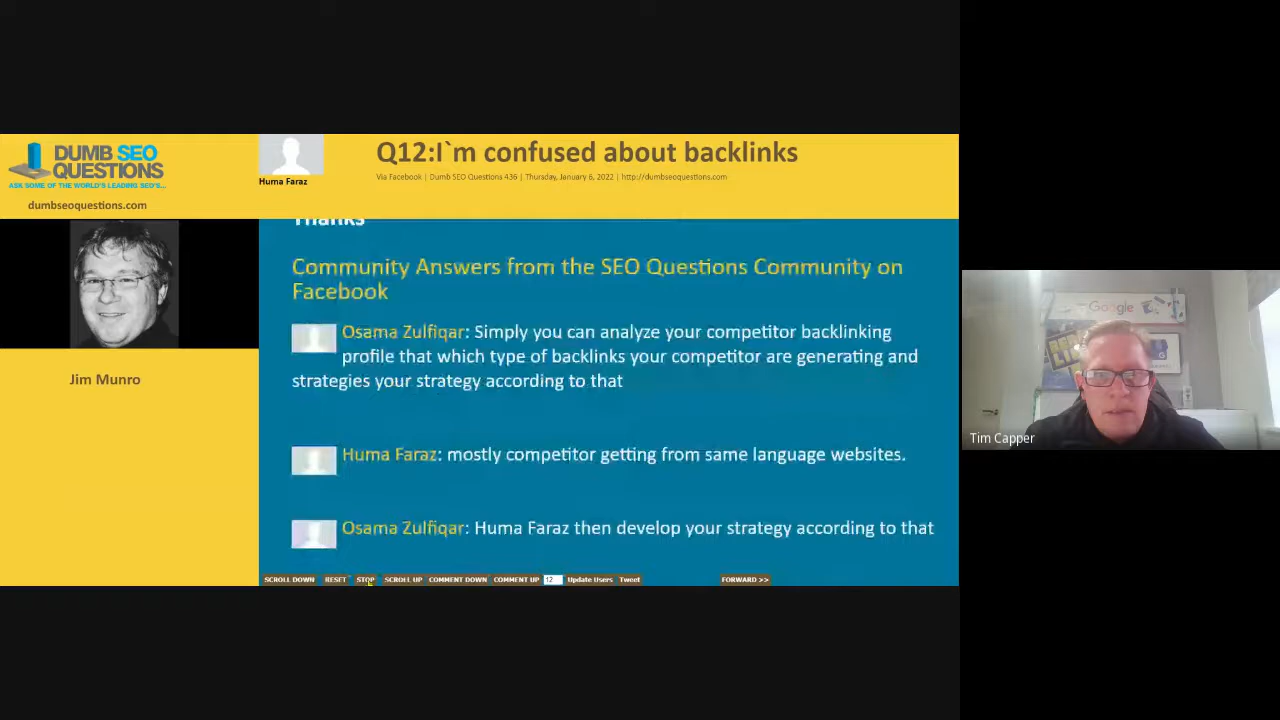 DUMB SEO
QUESTIONS
ASK SOME OF THE WORLD'S LEADING SEO'S...
dumbseoquestions.com
Huma Faraz
Q12:I`m confused about backlinks
Via Facebook | Dumb SEO Questions 436 | Thursday, January 6, 2022 | http://dumbseoquestions.com
Jim Munro
Thanks
Community Answers from the SEO Questions Community on
Facebook
Osama Zulfiqar: Simply you can analyze your competitor backlinking
profile that which type of backlinks your competitor are generating and
strategies your strategy according to that
Huma Faraz: mostly competitor getting from same language websites.
Osama Zulfiqar: Huma Faraz then develop your strategy according to that
SCROLL DOWN RESET STOP SCROLL UP COMMENT DOWN COMMENT UP 12 Update Users Tweet FORWARD >>
Google
Tim Capper